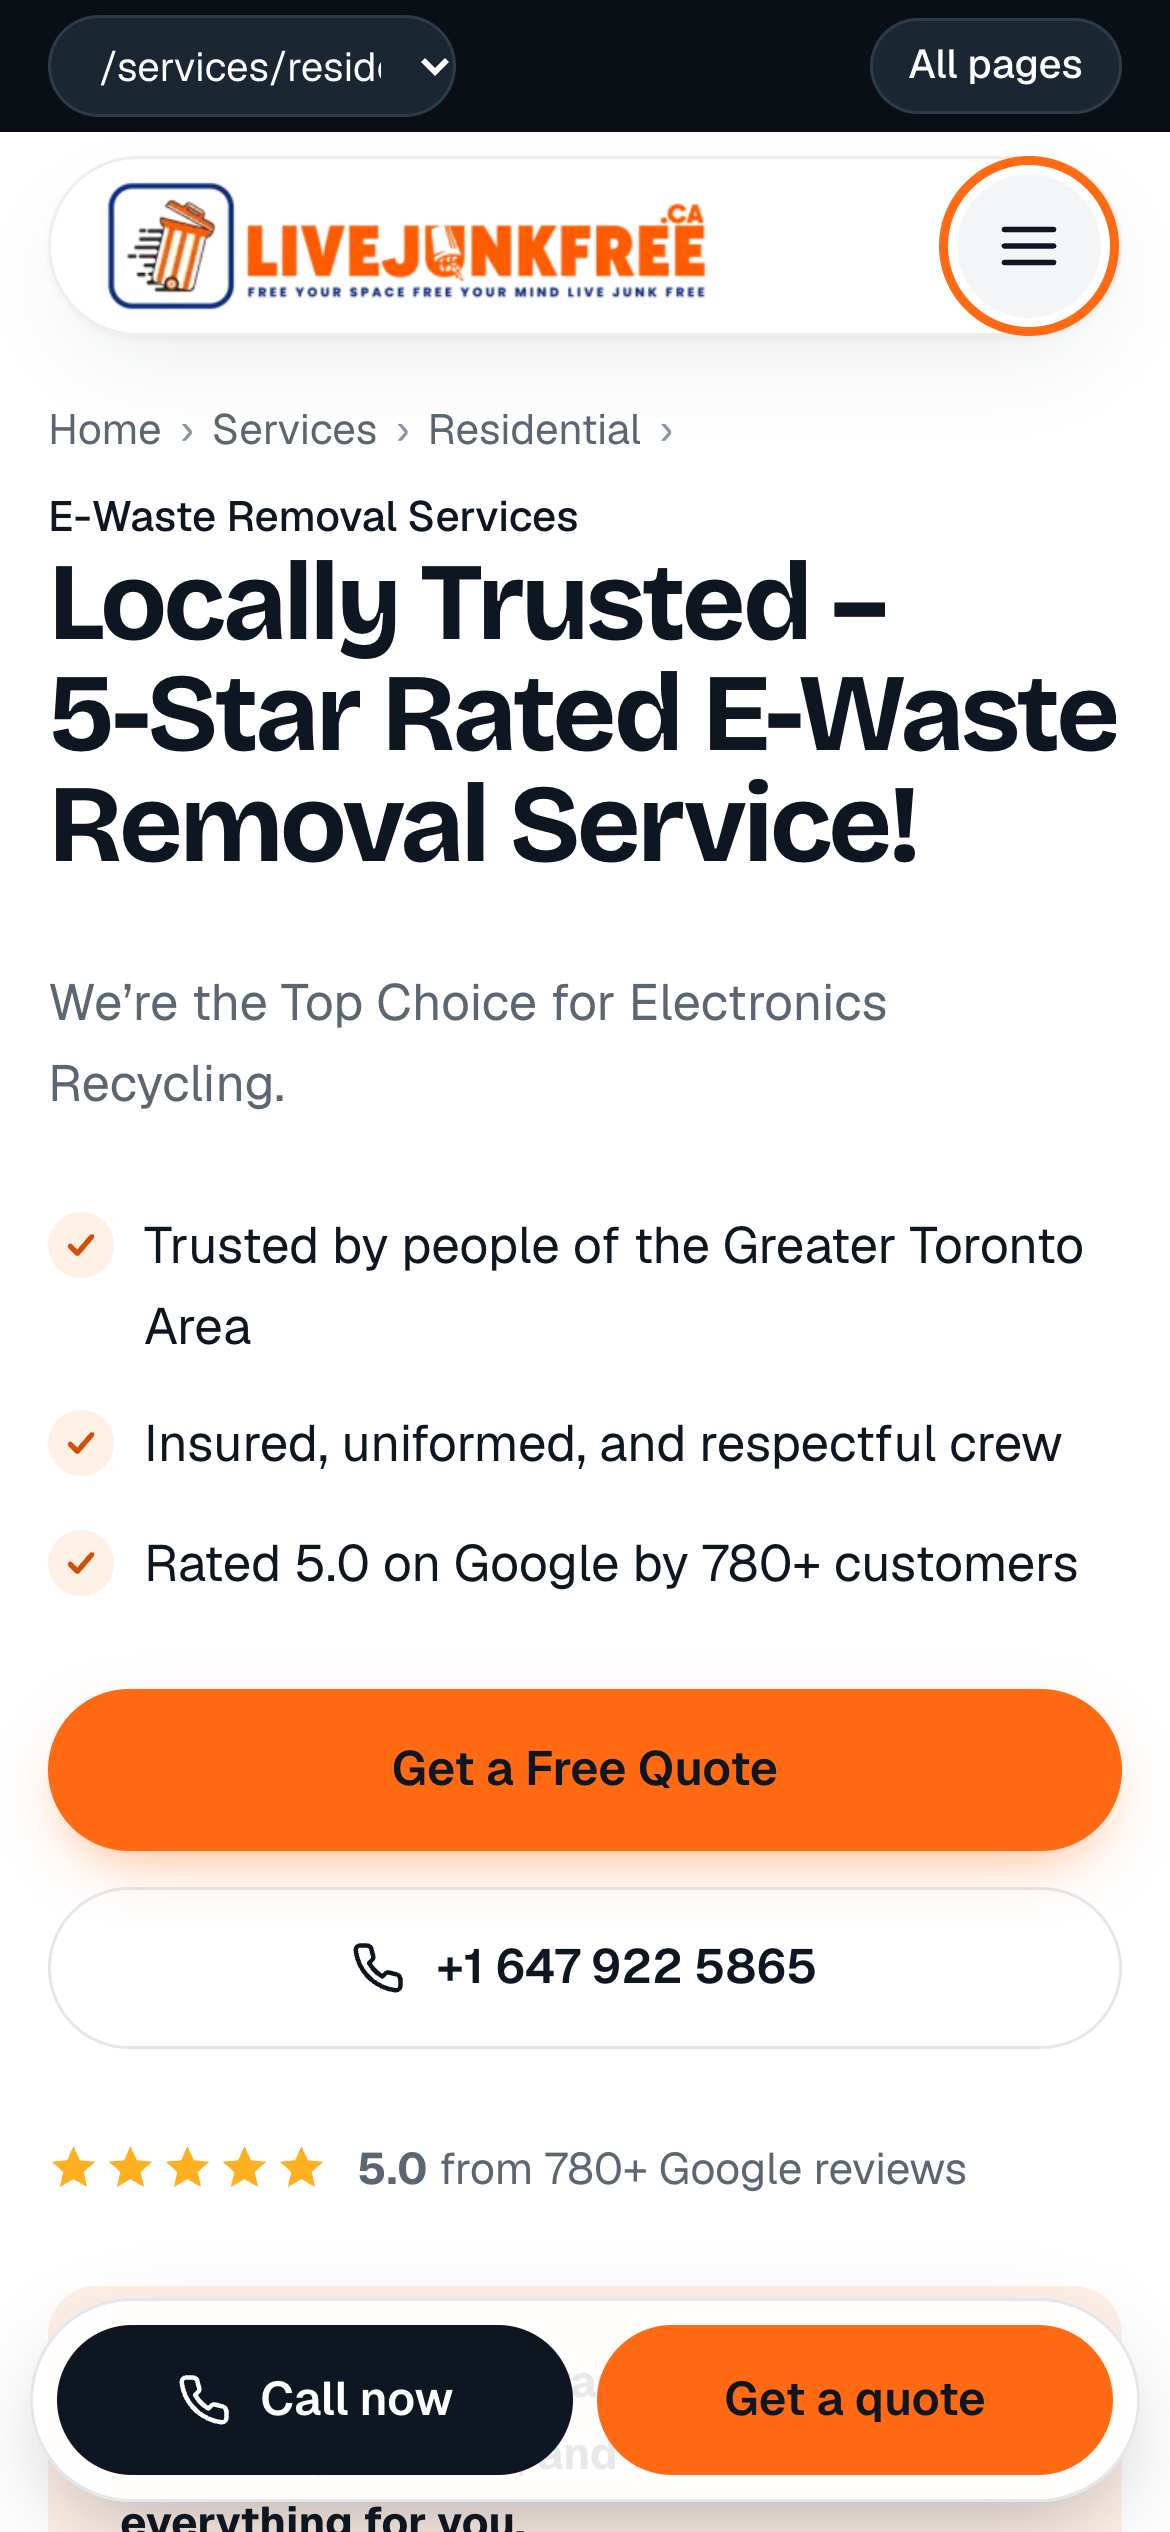 /services/resid
All pages
LIVEJUNKFREE
.CA
FREE YOUR SPACE FREE YOUR MIND LIVE JUNK FREE
Home › Services › Residential ›
E-Waste Removal Services
Locally Trusted –
5-Star Rated E-Waste
Removal Service!
We’re the Top Choice for Electronics
Recycling.
Trusted by people of the Greater Toronto
Area
Insured, uniformed, and respectful crew
Rated 5.0 on Google by 780+ customers
Get a Free Quote
+1 647 922 5865
5.0 from 780+ Google reviews
Call now
Get a quote
and
everything for you.